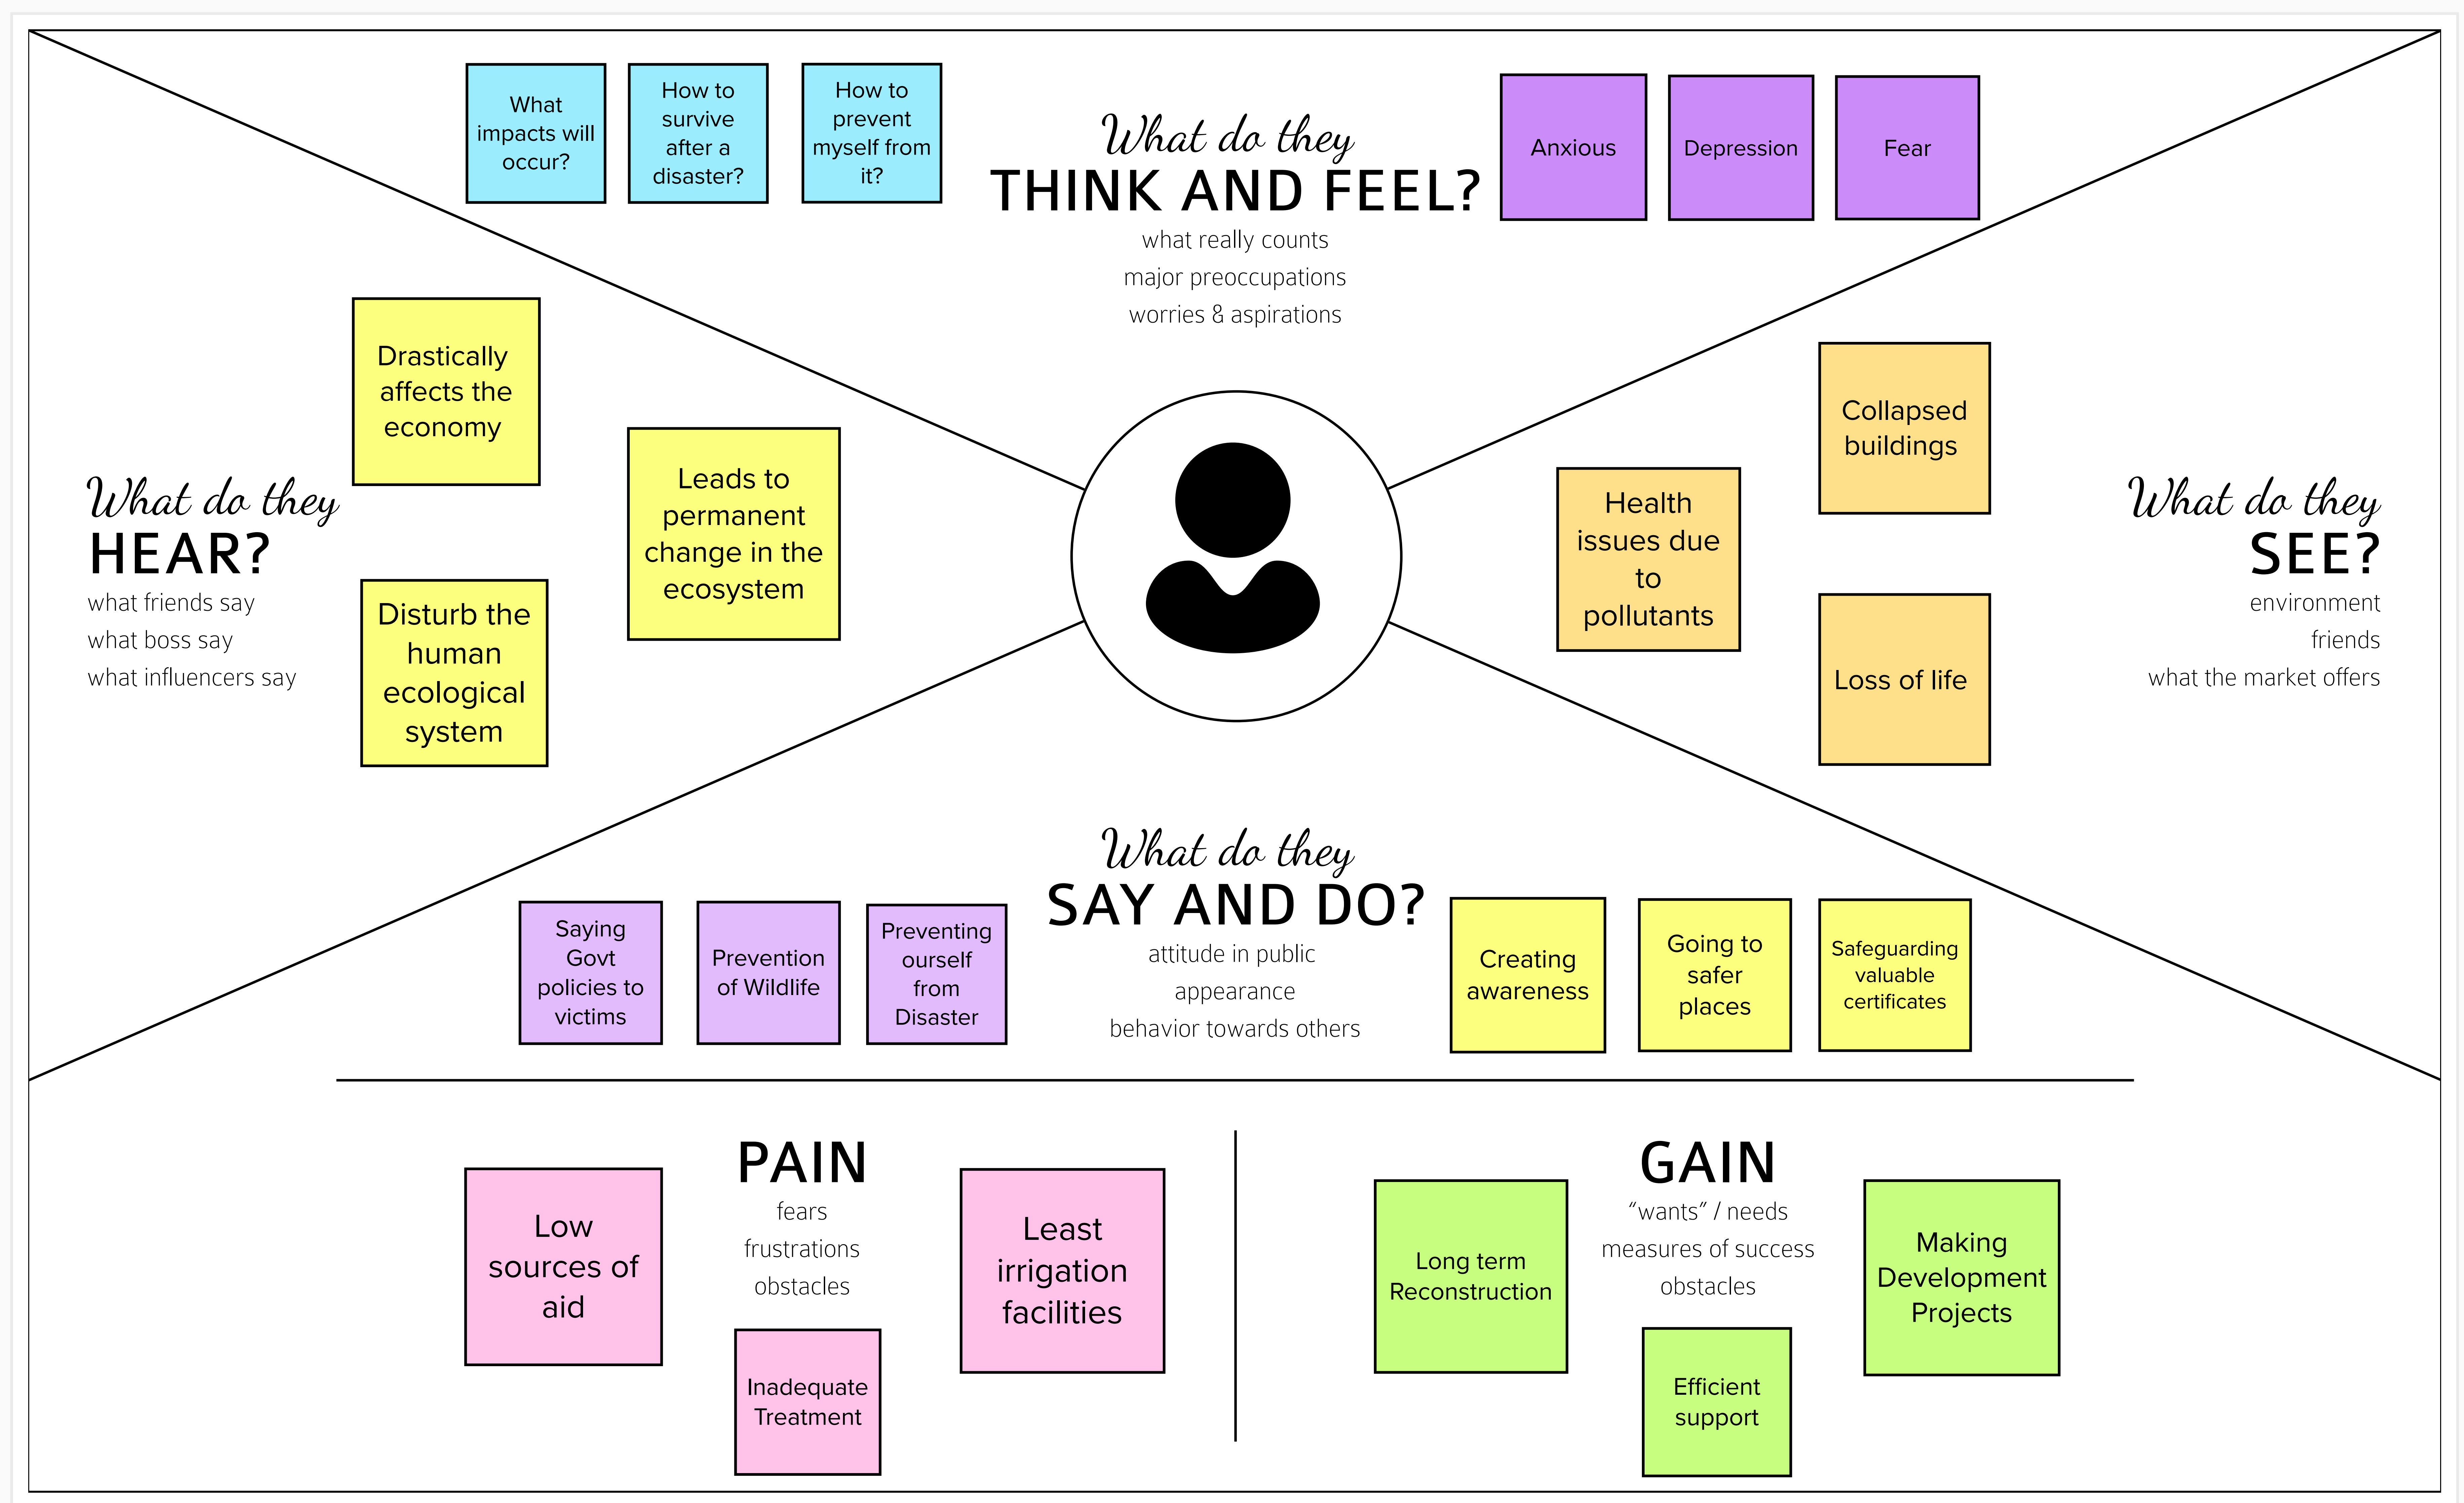 What
impacts will
occur?
How to
survive
after a
disaster?
How to
prevent
myself from
it?
What do they
THINK AND FEEL?
what really counts
major preoccupations
worries & aspirations
Anxious
Depression
Fear
What do they
HEAR?
what friends say
what boss say
what influencers say
Drastically
affects the
economy
Leads to
permanent
change in the
ecosystem
Disturb the
human
ecological
system
Health
issues due
to
pollutants
Collapsed
buildings
Loss of life
What do they
SEE?
environment
friends
what the market offers
Saying
Govt
policies to
victims
Prevention
of Wildlife
Preventing
ourself
from
Disaster
What do they
SAY AND DO?
attitude in public
appearance
behavior towards others
Creating
awareness
Going to
safer
places
Safeguarding
valuable
certificates
PAIN
fears
frustrations
obstacles
Low
sources of
aid
Inadequate
Treatment
Least
irrigation
facilities
GAIN
“wants” / needs
measures of success
obstacles
Long term
Reconstruction
Efficient
support
Making
Development
Projects